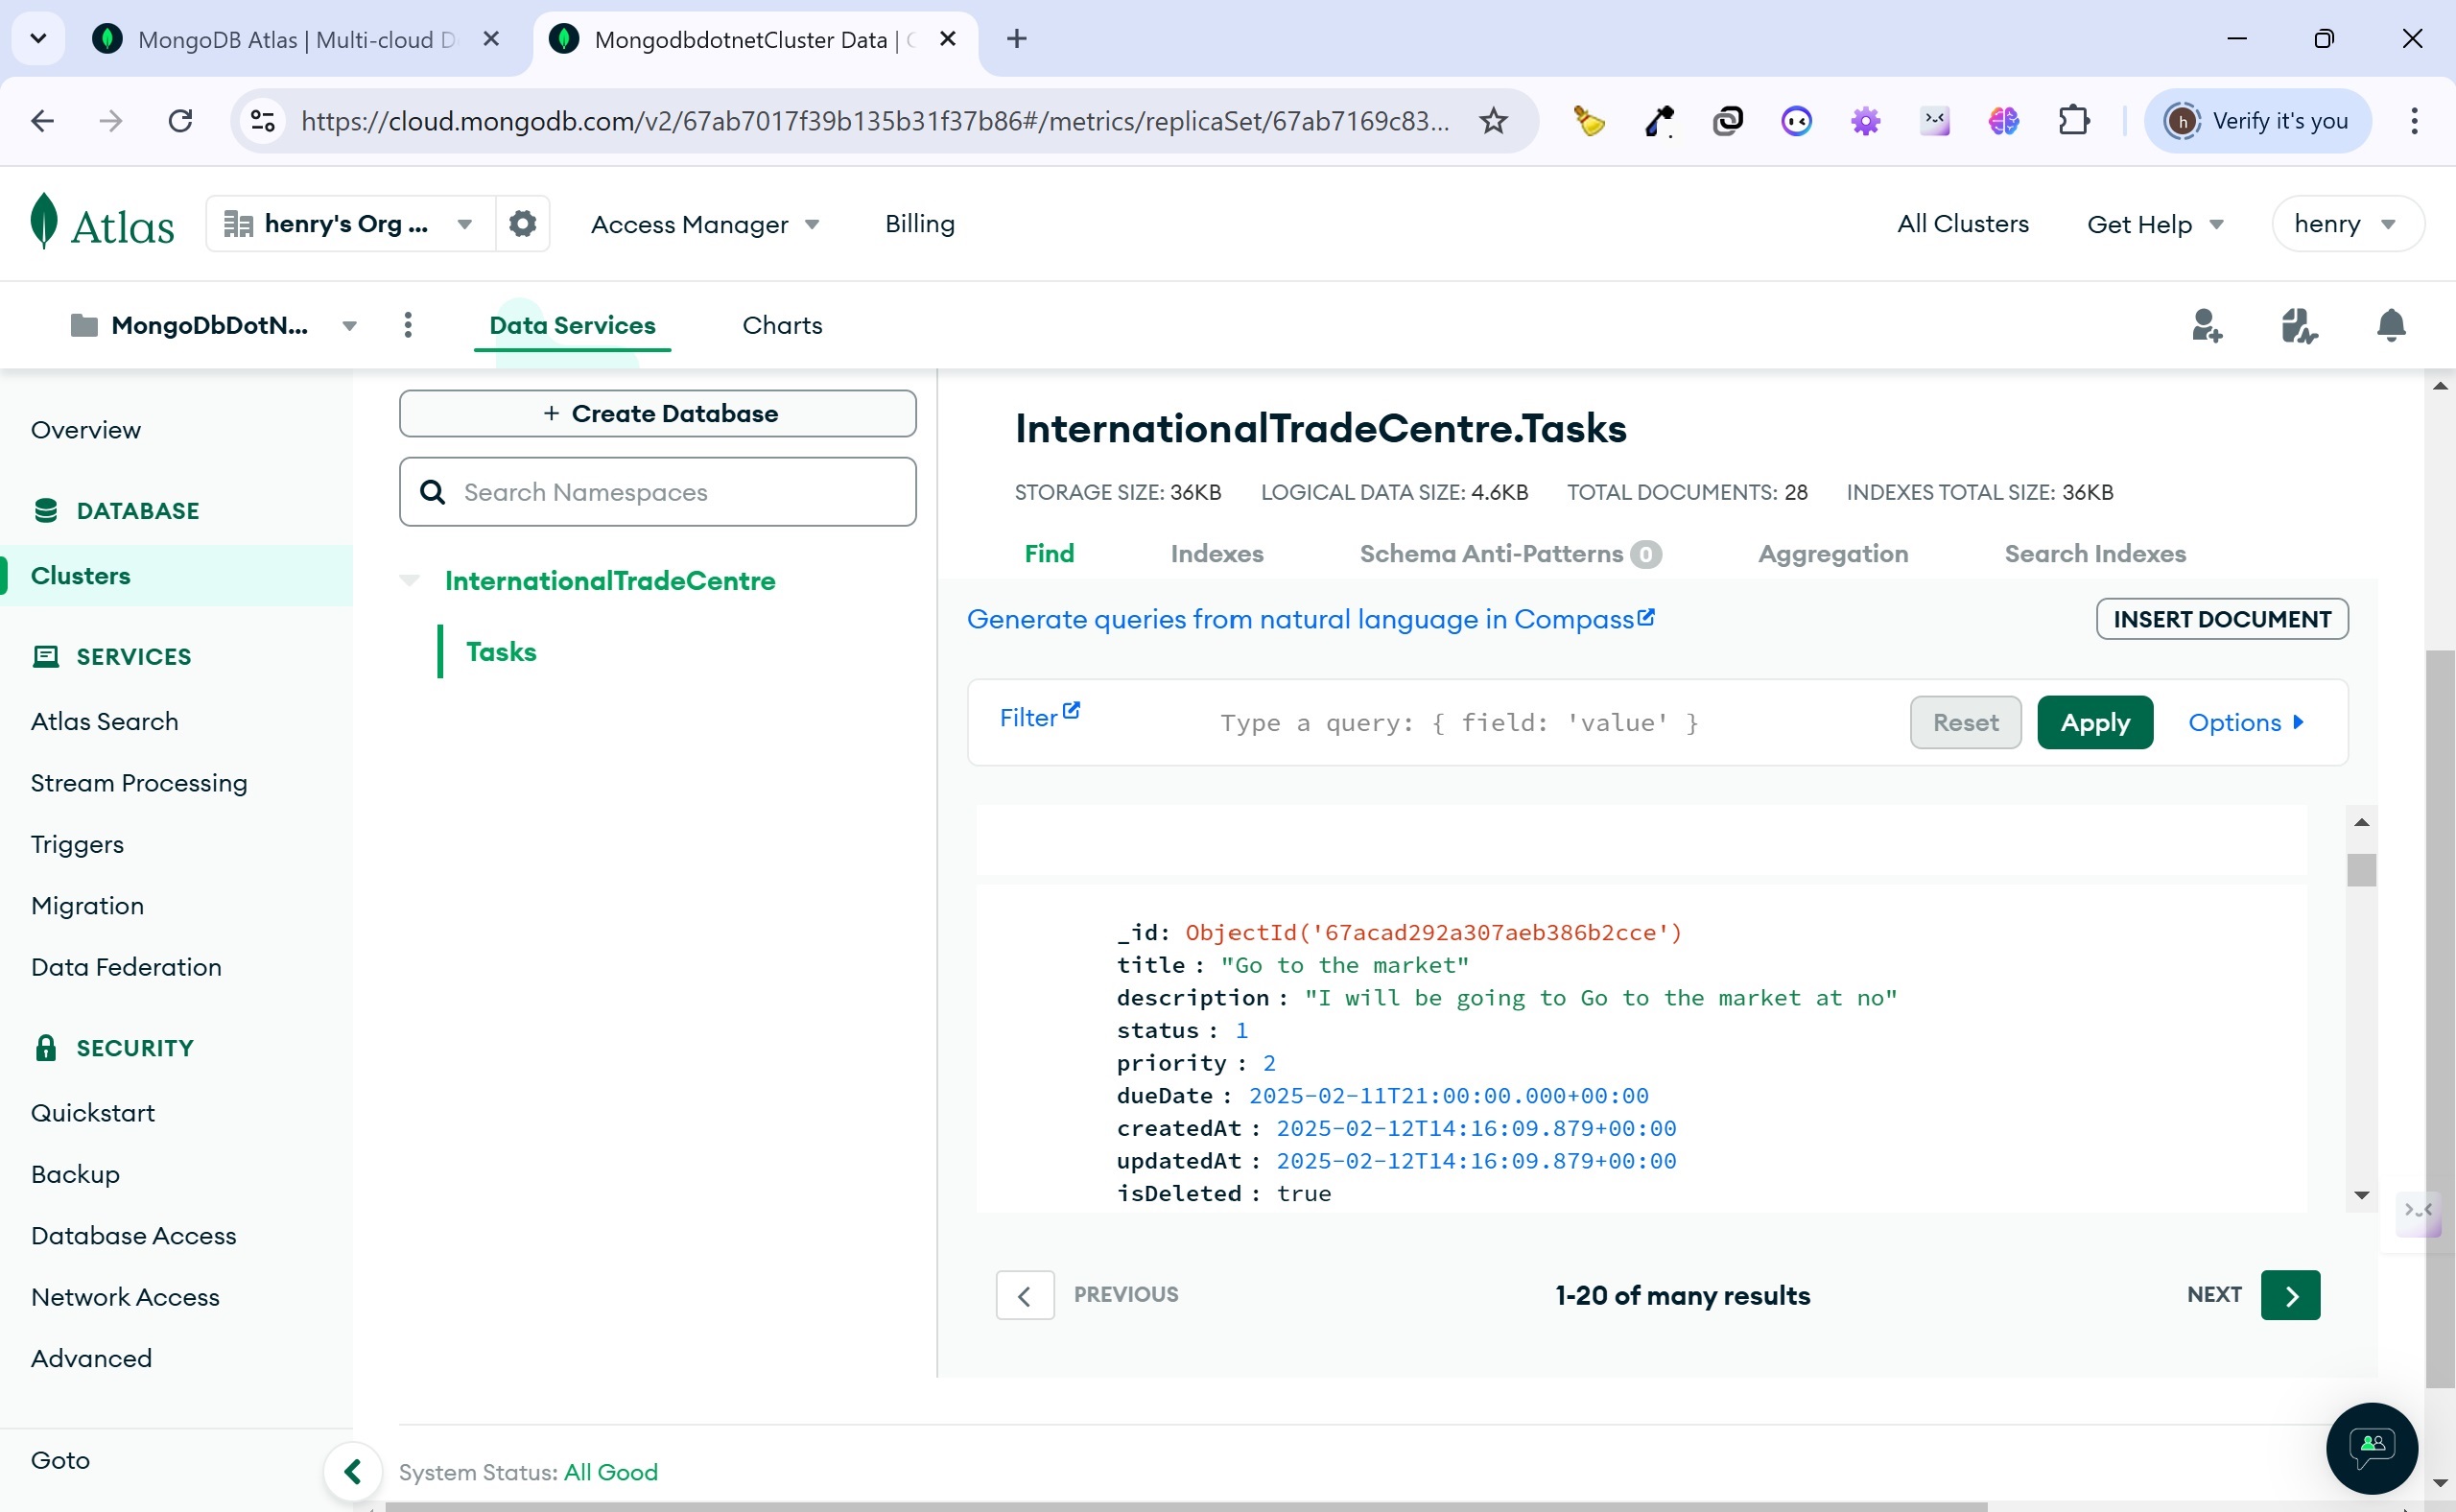 MongoDB Atlas | Multi-cloud D
MongodbdotnetCluster Data |
https://cloud.mongodb.com/v2/67ab7017f39b135b31f37b86#/metrics/replicaSet/67ab7169c83...
h
Verify it's you
Atlas
henry's Org ...
Access Manager
Billing
All Clusters
Get Help
henry
MongoDbDotN...
Data Services
Charts
Overview
DATABASE
Clusters
SERVICES
Atlas Search
Stream Processing
Triggers
Migration
Data Federation
SECURITY
Quickstart
Backup
Database Access
Network Access
Advanced
Goto
+ Create Database
Search Namespaces
InternationalTradeCentre
Tasks
InternationalTradeCentre.Tasks
STORAGE SIZE: 36KB LOGICAL DATA SIZE: 4.6KB TOTAL DOCUMENTS: 28 INDEXES TOTAL SIZE: 36KB
Find Indexes Schema Anti-Patterns 0 Aggregation Search Indexes
Generate queries from natural language in Compass
INSERT DOCUMENT
Filter
Type a query: { field: 'value' }
Reset
Apply
Options
_id: ObjectId('67acad292a307aeb386b2cce')
title : "Go to the market"
description : "I will be going to Go to the market at no"
status : 1
priority : 2
dueDate : 2025-02-11T21:00:00.000+00:00
createdAt : 2025-02-12T14:16:09.879+00:00
updatedAt : 2025-02-12T14:16:09.879+00:00
isDeleted : true
PREVIOUS
1-20 of many results
NEXT
System Status: All Good